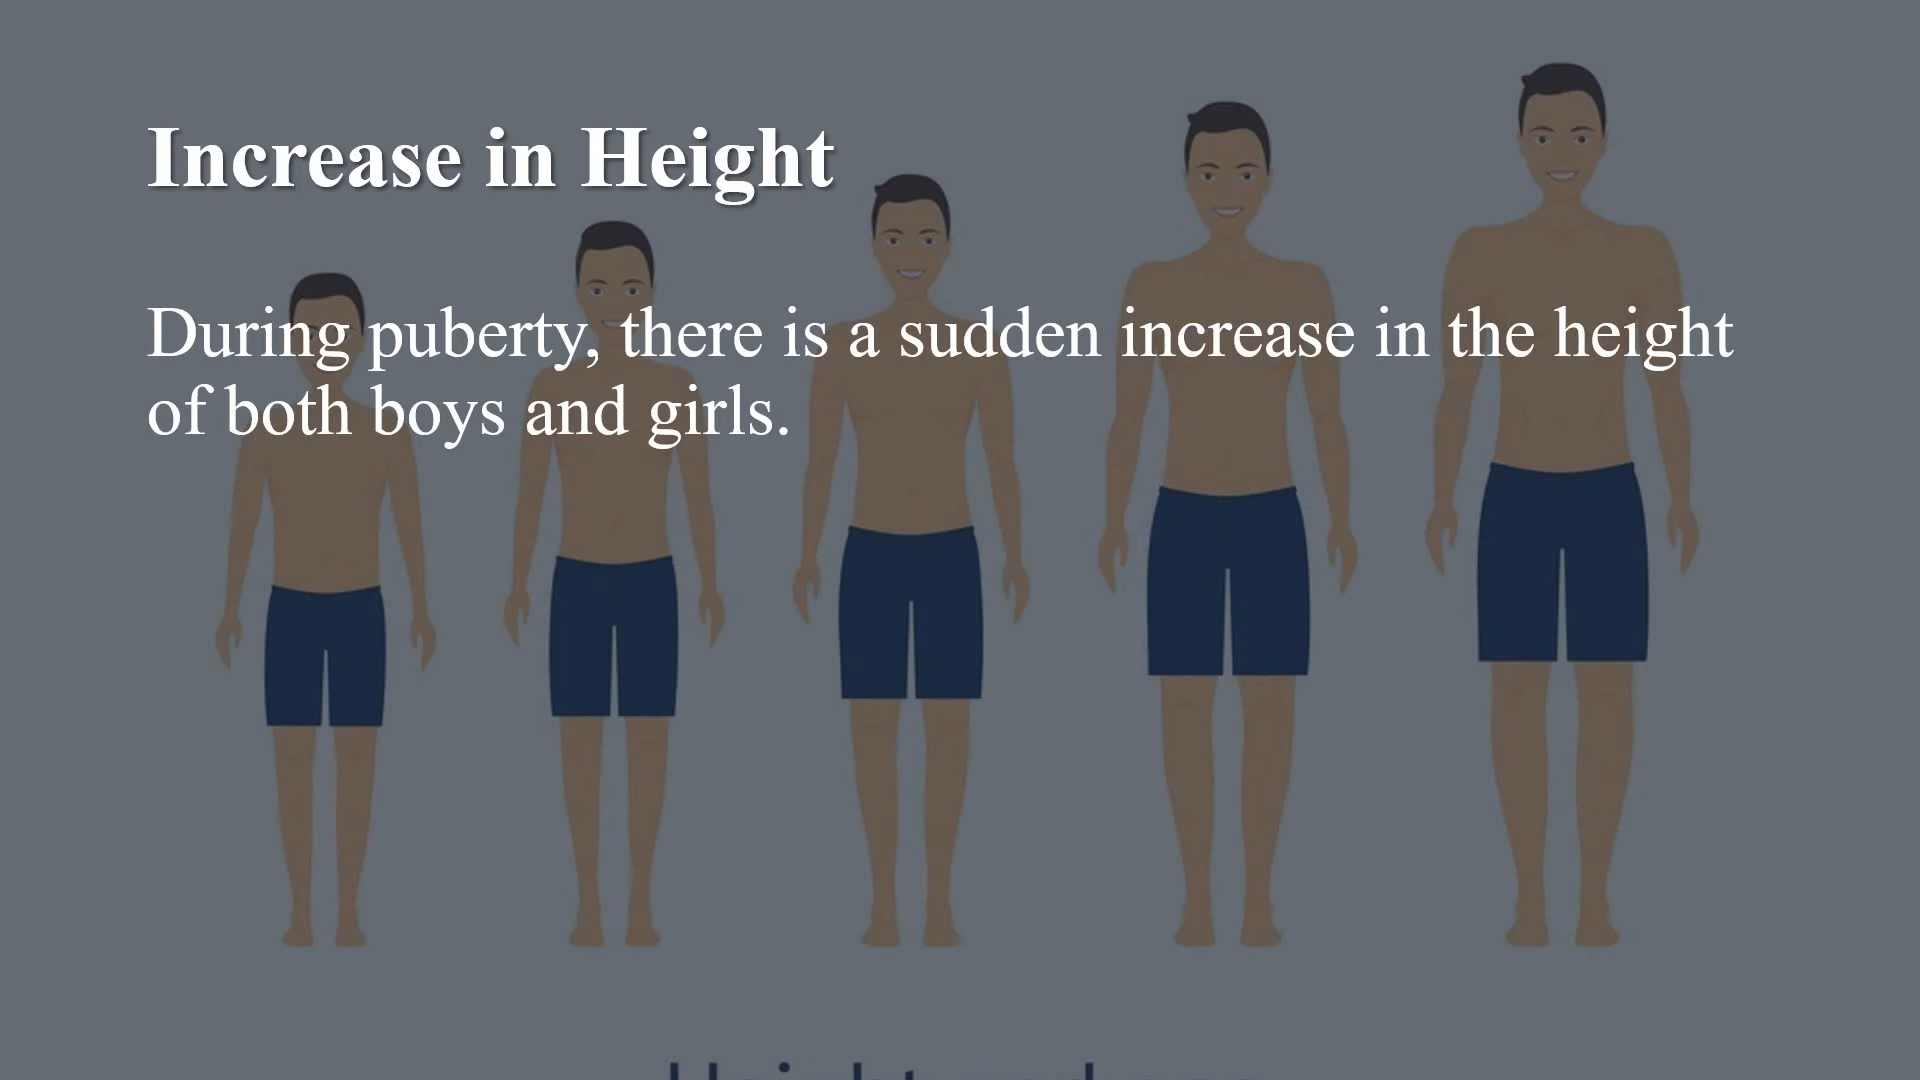 Increase in Height
During puberty, there is a sudden increase in the height
of both boys and girls.